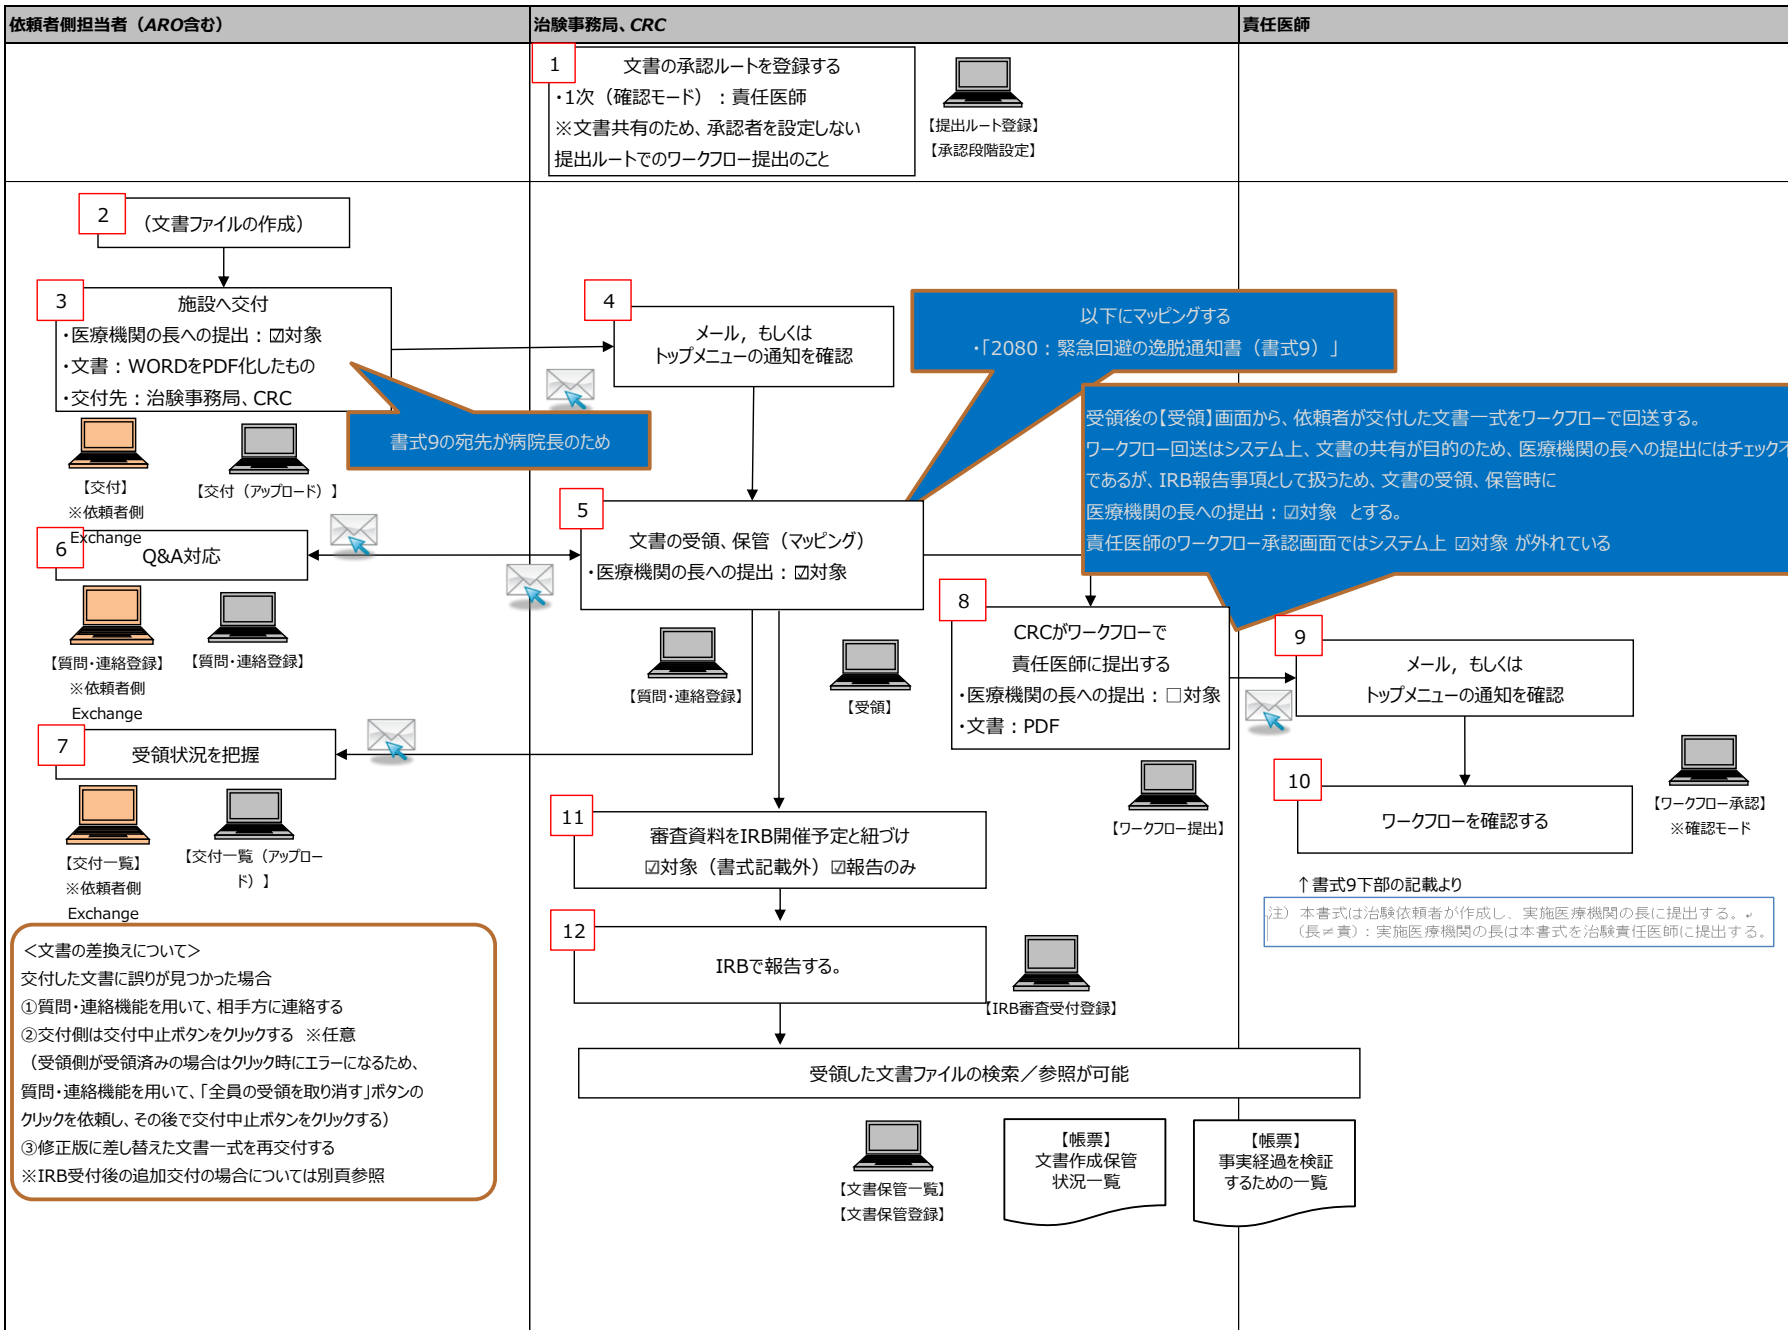 依頼者側担当者（ARO含む）
治験事務局、CRC
責任医師
1
文書の承認ルートを登録する
・1次（確認モード）：責任医師
※文書共有のため、承認者を設定しない
提出ルートでのワークフロー提出のこと
【提出ルート登録】
【承認段階設定】
2
（文書ファイルの作成）
3
施設へ交付
・医療機関の長への提出：☑対象
・文書：WORDをPDF化したもの
・交付先：治験事務局、CRC
書式9の宛先が病院長のため
【交付】
※依頼者側
Exchange
【交付（アップロード）】
4
メール，もしくは
トップメニューの通知を確認
以下にマッピングする
・「2080：緊急回避の逸脱通知書（書式9）」
受領後の【受領】画面から、依頼者が交付した文書一式をワークフローで回送する。
ワークフロー回送はシステム上、文書の共有が目的のため、医療機関の長への提出にはチェック不
であるが、IRB報告事項として扱うため、文書の受領、保管時に
医療機関の長への提出：☑対象 とする。
責任医師のワークフロー承認画面ではシステム上 ☑対象 が外れている
5
文書の受領、保管（マッピング）
・医療機関の長への提出：☑対象
6
Q&A対応
【質問・連絡登録】
※依頼者側
Exchange
【質問・連絡登録】
【質問・連絡登録】
【受領】
7
受領状況を把握
【交付一覧】
※依頼者側
Exchange
【交付一覧（アップロー
ド）】
8
CRCがワークフローで
責任医師に提出する
・医療機関の長への提出：□対象
・文書：PDF
【ワークフロー提出】
9
メール，もしくは
トップメニューの通知を確認
10
ワークフローを確認する
【ワークフロー承認】
※確認モード
↑書式9下部の記載より
注）本書式は治験依頼者が作成し、実施医療機関の長に提出する。↵
（長≠責）：実施医療機関の長は本書式を治験責任医師に提出する。
11
審査資料をIRB開催予定と紐づけ
☑対象（書式記載外）☑報告のみ
12
IRBで報告する。
【IRB審査受付登録】
＜文書の差換えについて＞
交付した文書に誤りが見つかった場合
①質問・連絡機能を用いて、相手方に連絡する
②交付側は交付中止ボタンをクリックする ※任意
（受領側が受領済みの場合はクリック時にエラーになるため、
質問・連絡機能を用いて、「全員の受領を取り消す」ボタンの
クリックを依頼し、その後で交付中止ボタンをクリックする）
③修正版に差し替えた文書一式を再交付する
※IRB受付後の追加交付の場合については別頁参照
受領した文書ファイルの検索／参照が可能
【文書保管一覧】
【文書保管登録】
【帳票】
文書作成保管
状況一覧
【帳票】
事実経過を検証
するための一覧